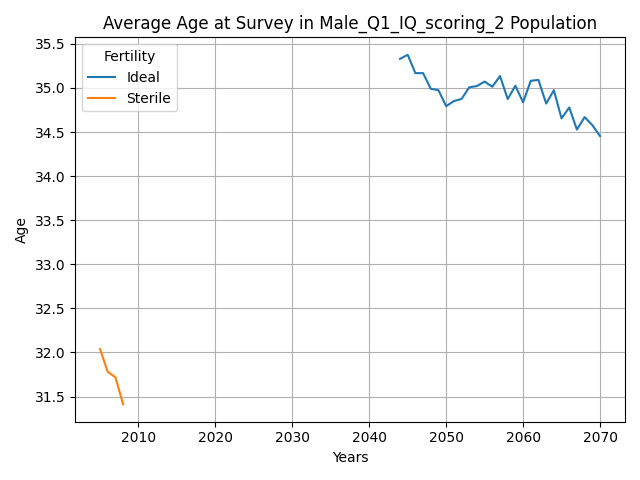 Average Age at Survey in Male_Q1_IQ_scoring_2 Population
Fertility
Ideal
Sterile
Age
35.5
35.0
34.5
34.0
33.5
33.0
32.5
32.0
31.5
2010 2020 2030 2040 2050 2060 2070
Years